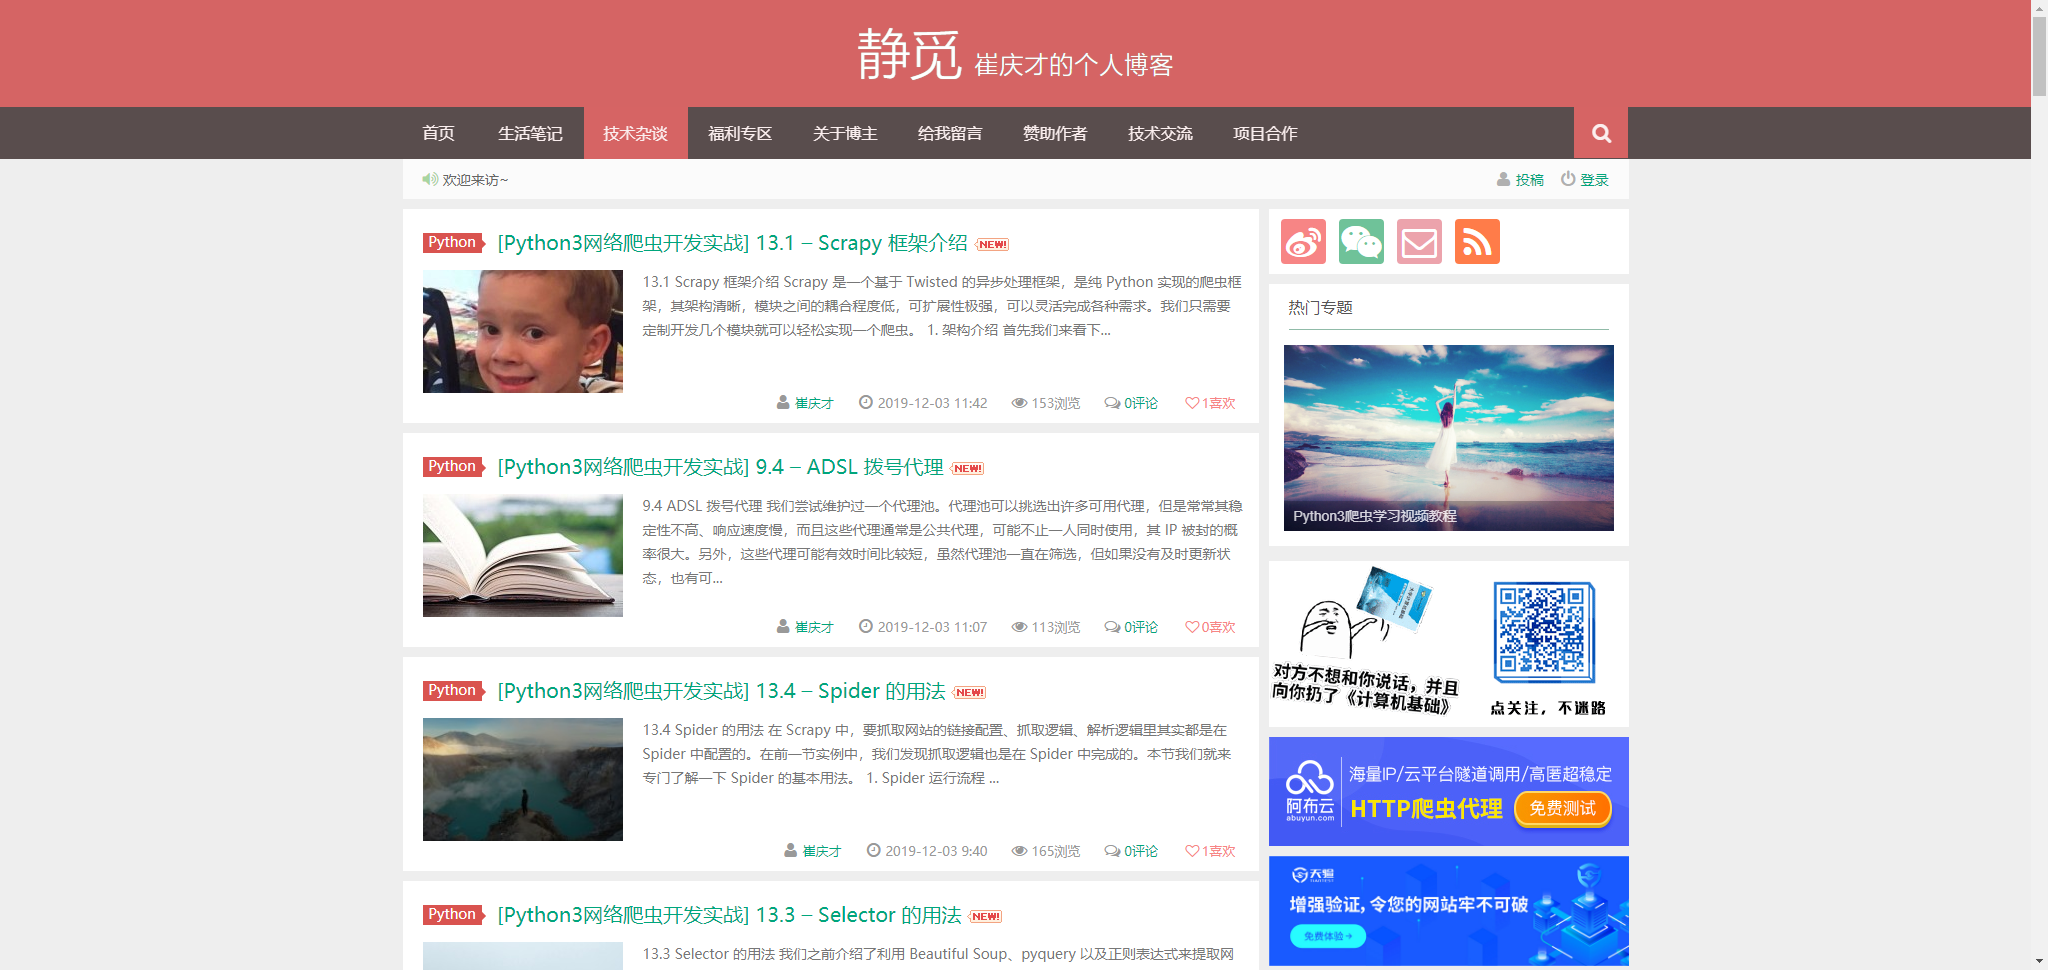 静觅 崔庆才的个人博客
首页 生活笔记 技术杂谈 福利专区 关于博主 给我留言 赞助作者 技术交流 项目合作
欢迎来访~ 投稿 登录
Python [Python3网络爬虫开发实战] 13.1 – Scrapy 框架介绍 NEW!
13.1 Scrapy 框架介绍 Scrapy 是一个基于 Twisted 的异步处理框架，是纯 Python 实现的爬虫框
架，其架构清晰，模块之间的耦合程度低，可扩展性极强，可以灵活完成各种需求。我们只需要
定制开发几个模块就可以轻松实现一个爬虫。 1. 架构介绍 首先我们来看下...
崔庆才 2019-12-03 11:42 153浏览 0评论 1喜欢
Python [Python3网络爬虫开发实战] 9.4 – ADSL 拨号代理 NEW!
9.4 ADSL 拨号代理 我们尝试维护过一个代理池。代理池可以挑选出许多可用代理，但是常常其稳
定性不高、响应速度慢，而且这些代理通常是公共代理，可能不止一人同时使用，其 IP 被封的概
率很大。另外，这些代理可能有效时间比较短，虽然代理池一直在筛选，但如果没有及时更新状
态，也有可...
崔庆才 2019-12-03 11:07 113浏览 0评论 0喜欢
Python [Python3网络爬虫开发实战] 13.4 – Spider 的用法 NEW!
13.4 Spider 的用法 在 Scrapy 中，要抓取网站的链接配置、抓取逻辑、解析逻辑里其实都是在
Spider 中配置的。在前一节实例中，我们发现抓取逻辑也是在 Spider 中完成的。本节我们就来
专门了解一下 Spider 的基本用法。 1. Spider 运行流程 ...
崔庆才 2019-12-03 9:40 165浏览 0评论 1喜欢
Python [Python3网络爬虫开发实战] 13.3 – Selector 的用法 NEW!
13.3 Selector 的用法 我们之前介绍了利用 Beautiful Soup、pyquery 以及正则表达式来提取网
热门专题
Python3爬虫学习视频教程
对方不想和你说话，并且
向你扔了《计算机基础》
点关注，不迷路
阿布云
abuyun.com
海量IP/云平台隧道调用/高匿超稳定
HTTP爬虫代理 免费测试
增强验证, 令您的网站牢不可破
免费体验